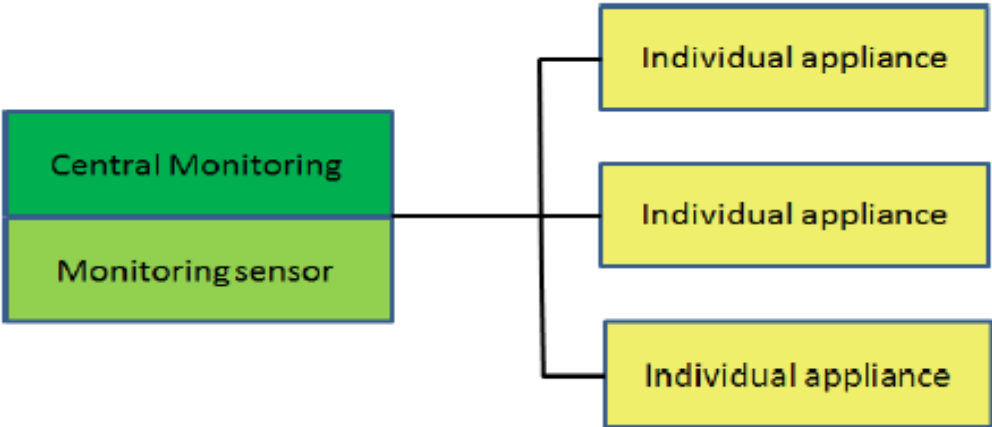 Individual appliance
Central Monitoring
Individual appliance
Monitoring sensor
Individual appliance